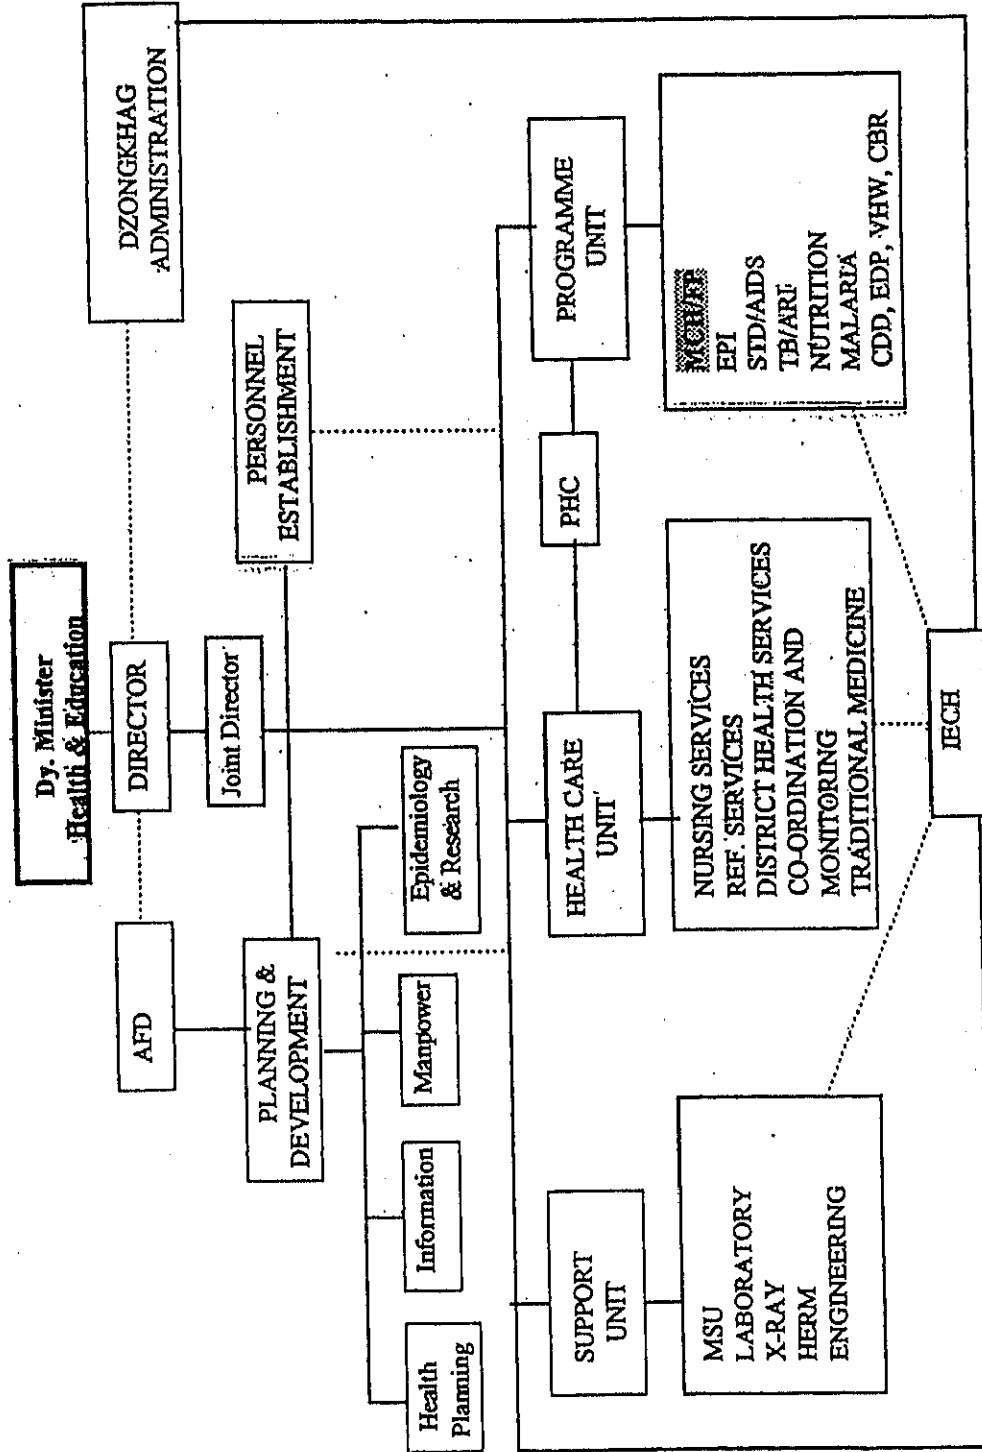 Dy. Minister
Health & Education
AFD
DIRECTOR
DZONGKHAG
ADMINISTRATION
Joint Director
PLANNING &
DEVELOPMENT
PERSONNEL
ESTABLISHMENT
Health
Planning
Information
Manpower
Epidemiology
& Research
SUPPORT
UNIT
HEALTH CARE
UNIT
PHC
PROGRAMME
UNIT
MSU
LABORATORY
X-RAY
HERM
ENGINEERING
NURSING SERVICES
REF. SERVICES
DISTRICT HEALTH SERVICES
CO-ORDINATION AND
MONITORING
TRADITIONAL MEDICINE
MCH/FP
EPI
STD/AIDS
TB/ARI
NUTRITION
MALARIA
CDD, EDP, VHW, CBR
IECH